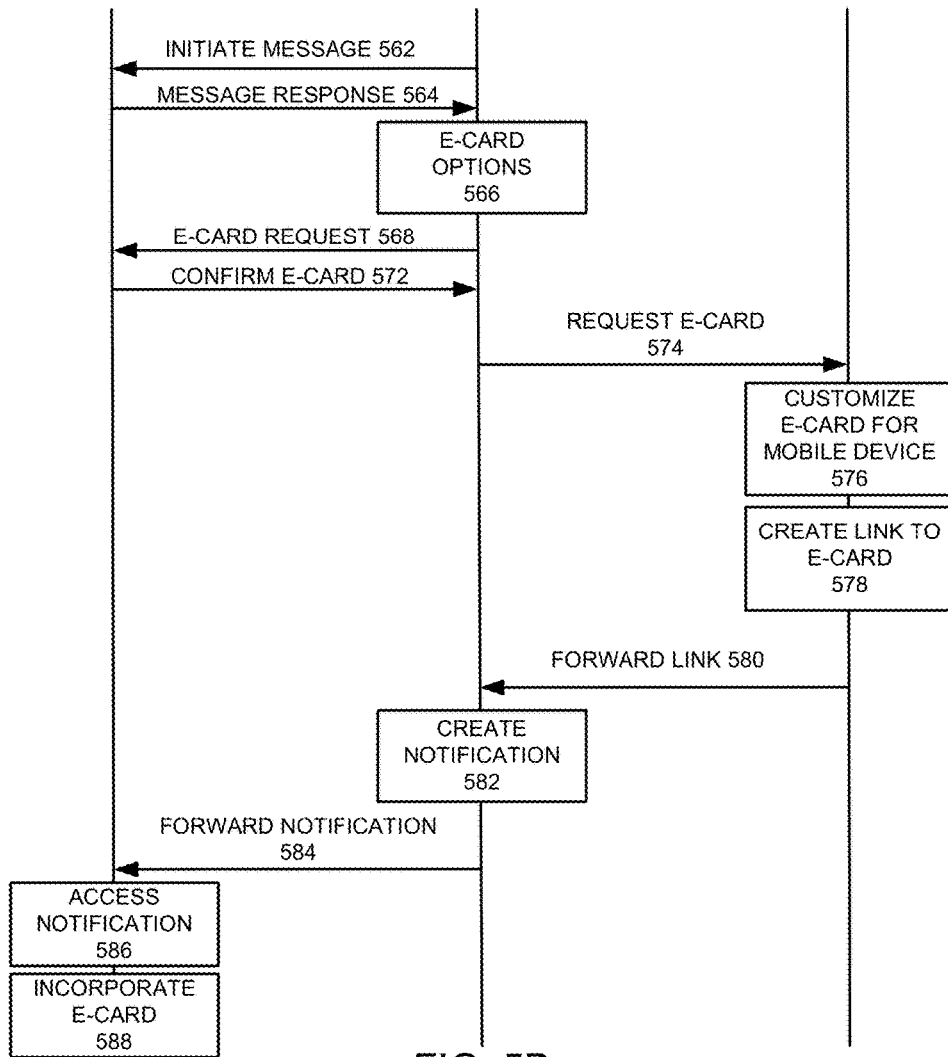 INITIATE MESSAGE 562
MESSAGE RESPONSE 564
E-CARD
OPTIONS
566
E-CARD REQUEST 568
CONFIRM E-CARD 572
REQUEST E-CARD
574
CUSTOMIZE
E-CARD FOR
MOBILE DEVICE
576
CREATE LINK TO
E-CARD
578
FORWARD LINK 580
CREATE
NOTIFICATION
582
FORWARD NOTIFICATION
584
ACCESS
NOTIFICATION
586
INCORPORATE
E-CARD
588